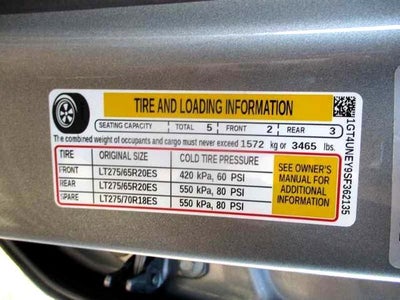 TIRE AND LOADING INFORMATION
SEATING CAPACITY TOTAL 5 FRONT 2 REAR 3
The combined weight of occupants and cargo must never exceed 1572 kg or 3465 lbs.
TIRE ORIGINAL SIZE COLD TIRE PRESSURE
FRONT LT275/65R20ES 420 kPa, 60 PSI
REAR LT275/65R20ES 550 kPa, 80 PSI
SPARE LT275/70R18ES 550 kPa, 80 PSI
SEE OWNER'S
MANUAL FOR
ADDITIONAL
INFORMATION
1GT4UNEY9SF362135